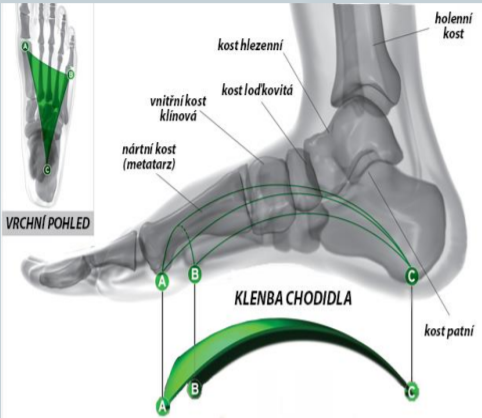 holenní
kost
kost hlezenní
kost loďkovitá
vnitřní kost
klínová
nártní kost
(metatarz)
A
B
C
VRCHNÍ POHLED
A
B
C
KLENBA CHODIDLA
kost patní
A
B
C